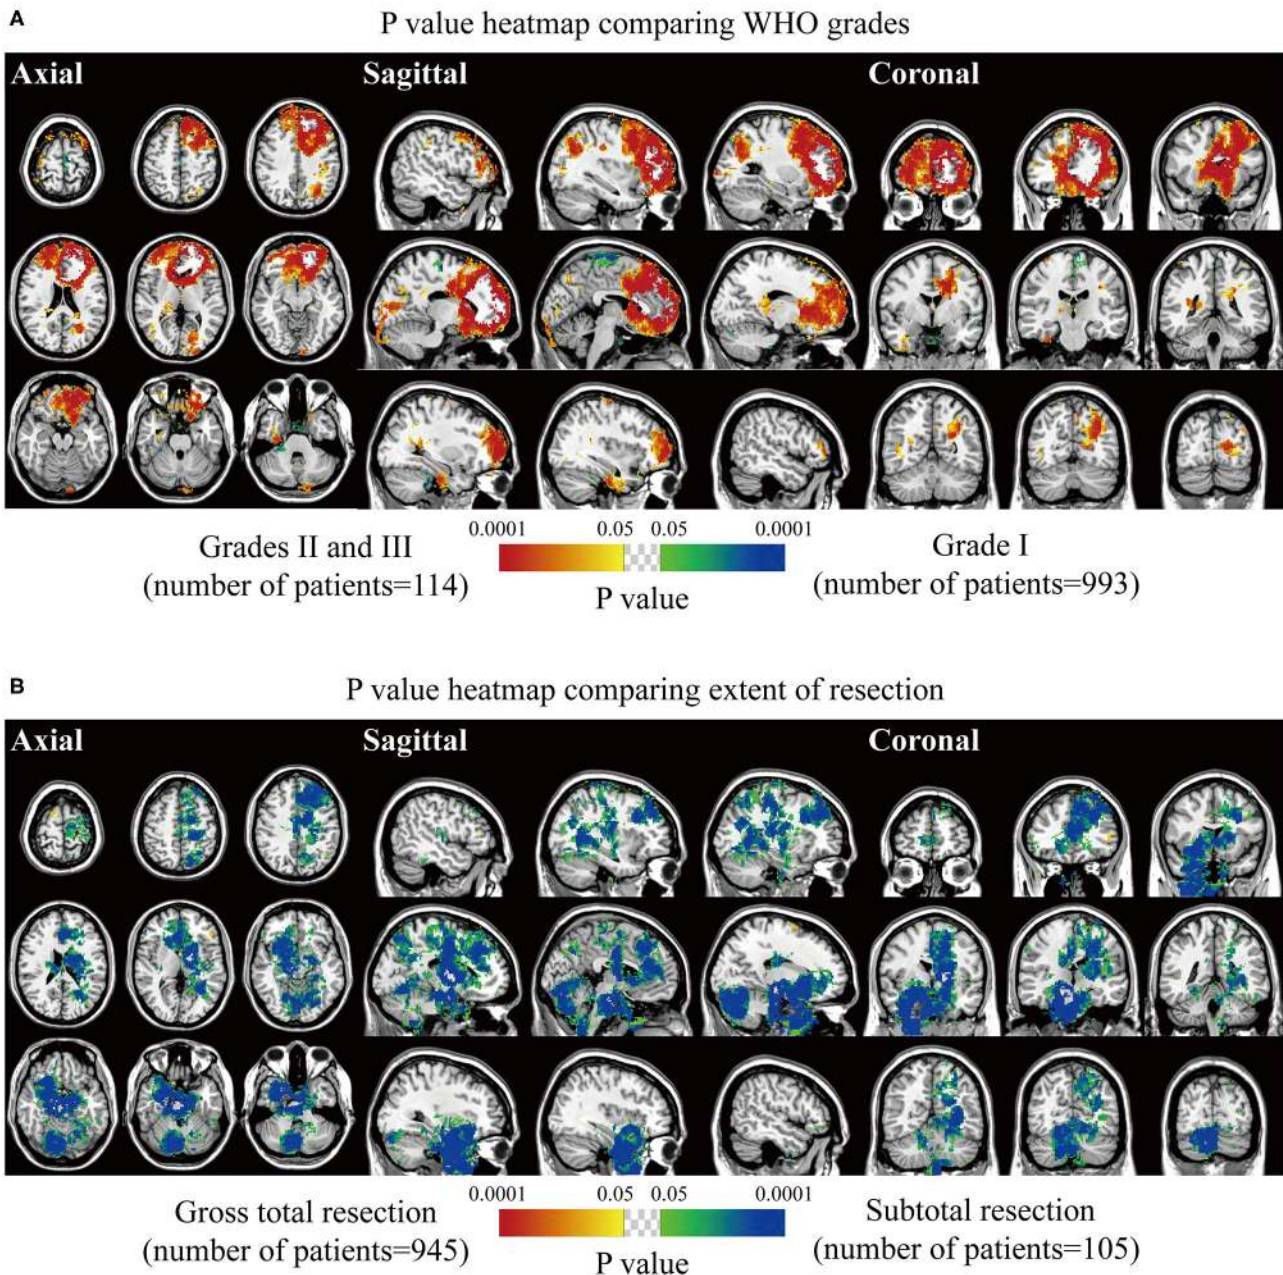 A
P value heatmap comparing WHO grades
Axial
Sagittal
Coronal
0.0001 0.05 0.05 0.0001
Grades II and III
(number of patients=114)
P value
Grade I
(number of patients=993)
B
P value heatmap comparing extent of resection
Axial
Sagittal
Coronal
0.0001 0.05 0.05 0.0001
Gross total resection
(number of patients=945)
P value
Subtotal resection
(number of patients=105)